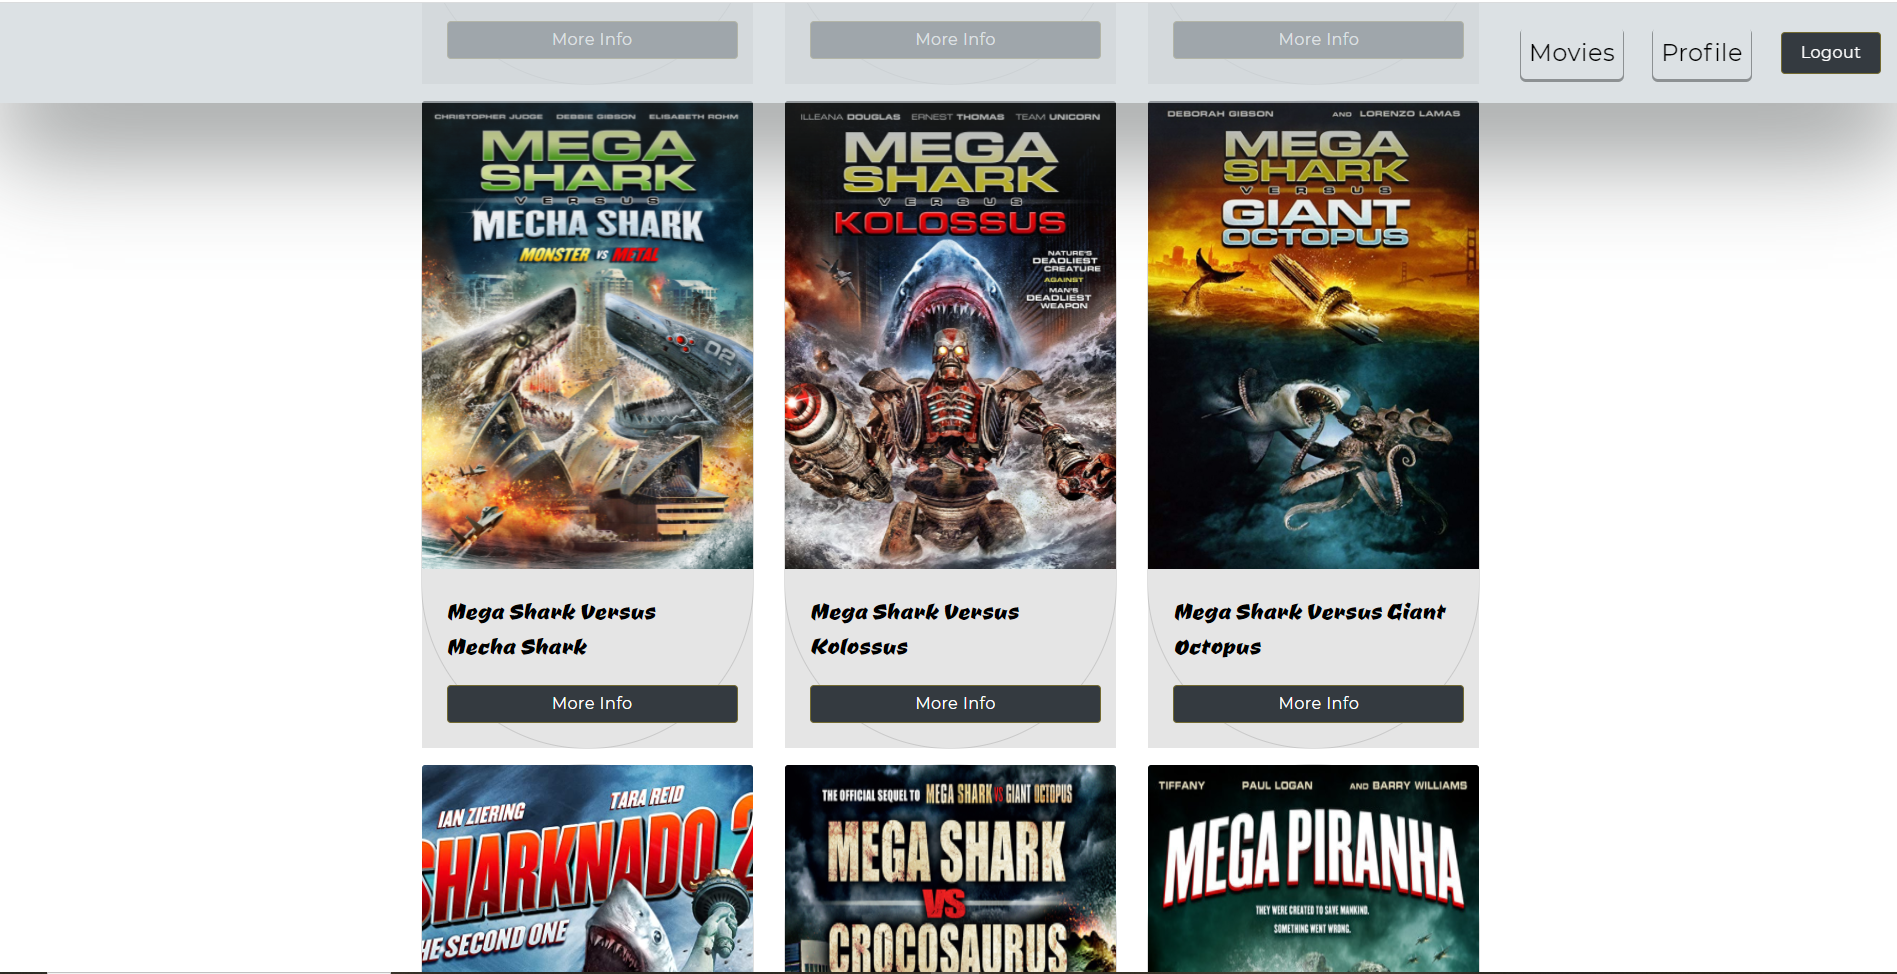 More Info
More Info
More Info
Movies
Profile
Logout
CHRISTOPHER JUDGE DEBBIE GIBSON ELISABETH ROHM
MEGA
SHARK
VERSUS
MECHA SHARK
MONSTER VS METAL
02
ILLEANA DOUGLAS ERNEST THOMAS TEAM UNICORN
MEGA
SHARK
VERSUS
KOLOSSUS
NATURE'S
DEADLIEST
CREATURE
AGAINST
MAN'S
DEADLIEST
WEAPON
DEBORAH GIBSON AND LORENZO LAMAS
MEGA
SHARK
VERSUS
GIANT
OCTOPUS
Mega Shark Versus
Mecha Shark
More Info
Mega Shark Versus
Kolossus
More Info
Mega Shark Versus Giant
Octopus
More Info
IAN ZIERING
TARA REID
SHARKNADO 2
HE SECOND ONE
THE OFFICIAL SEQUEL TO MEGA SHARK VS GIANT OCTOPUS
MEGA SHARK
VS
CROCOSAURUS
TIFFANY PAUL LOGAN AND BARRY WILLIAMS
MEGA PIRANHA
THEY WERE CREATED TO SAVE MANKIND.
SOMETHING WENT WRONG.